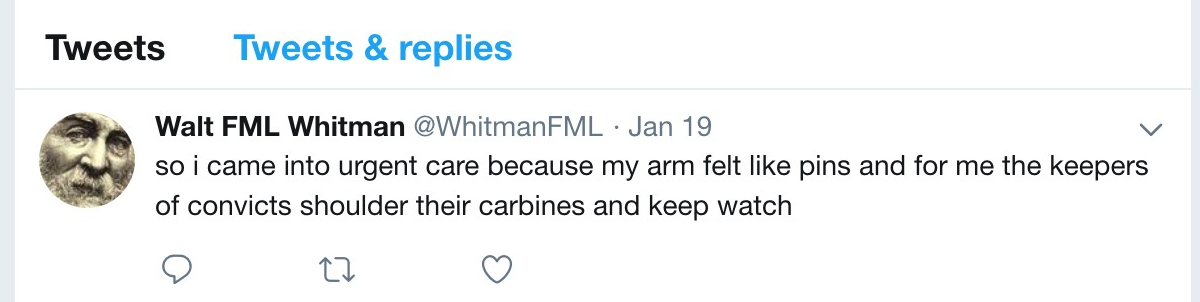 Tweets Tweets & replies
Walt FML Whitman @WhitmanFML · Jan 19
so i came into urgent care because my arm felt like pins and for me the keepers
of convicts shoulder their carbines and keep watch